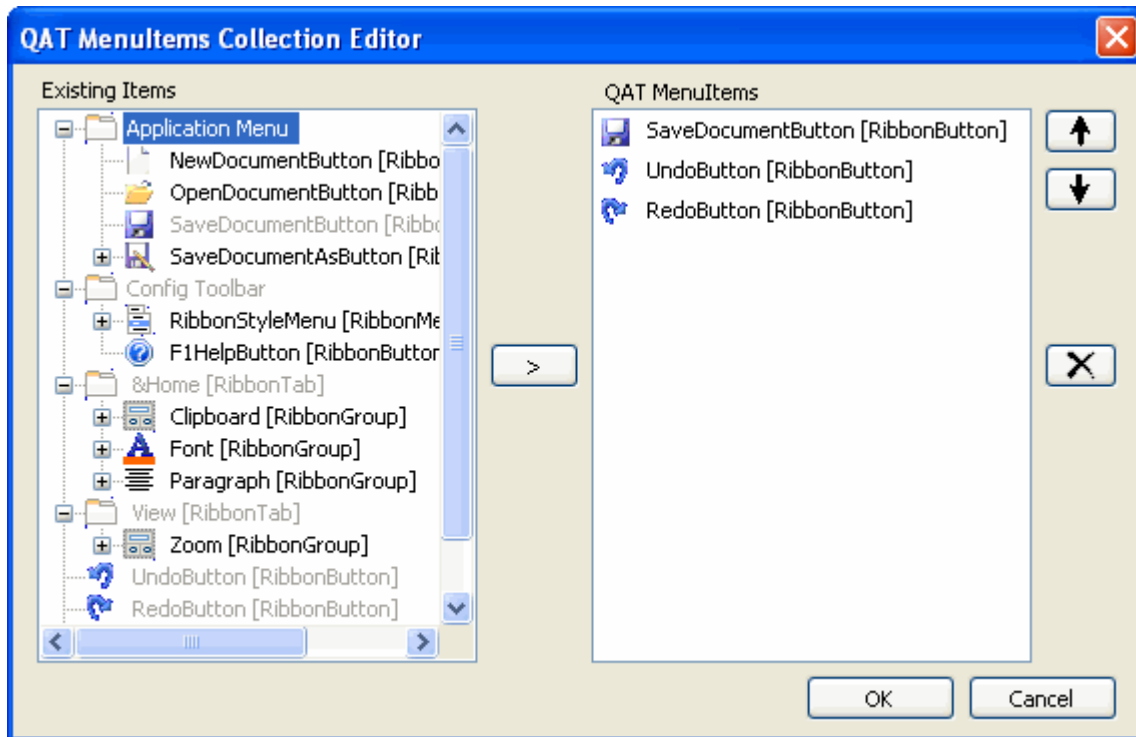 QAT MenuItems Collection Editor
Existing Items
Application Menu
NewDocumentButton [Ribbo
OpenDocumentButton [Ribb
SaveDocumentButton [Ribbo
SaveDocumentAsButton [Rib
Config Toolbar
RibbonStyleMenu [RibbonMe
F1HelpButton [RibbonButton
&Home [RibbonTab]
Clipboard [RibbonGroup]
Font [RibbonGroup]
Paragraph [RibbonGroup]
View [RibbonTab]
Zoom [RibbonGroup]
UndoButton [RibbonButton]
RedoButton [RibbonButton]
>
QAT MenuItems
SaveDocumentButton [RibbonButton]
UndoButton [RibbonButton]
RedoButton [RibbonButton]
OK
Cancel